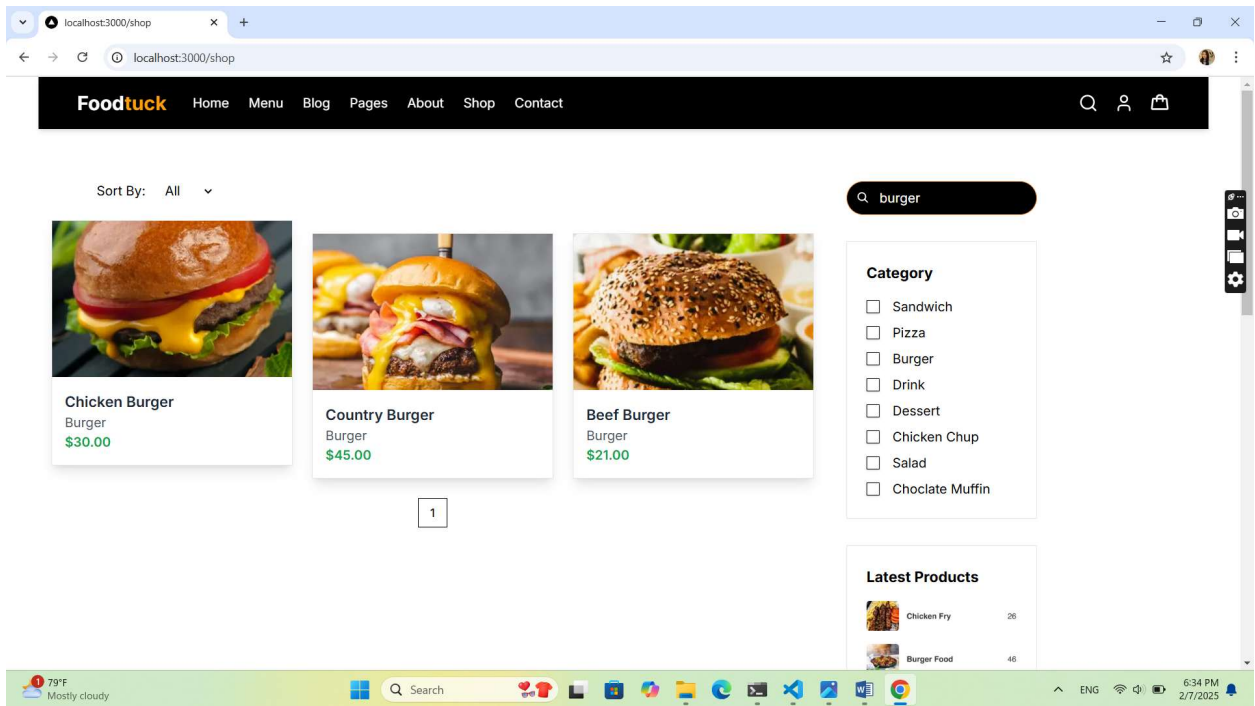 localhost:3000/shop
localhost:3000/shop
Foodtuck Home Menu Blog Pages About Shop Contact
Sort By: All
burger
Chicken Burger
Burger
$30.00
Country Burger
Burger
$45.00
Beef Burger
Burger
$21.00
1
Category
Sandwich
Pizza
Burger
Drink
Dessert
Chicken Chup
Salad
Choclate Muffin
Latest Products
Chicken Fry 26
Burger Food 46
1
79°F
Mostly cloudy
Search
ENG
6:34 PM
2/7/2025